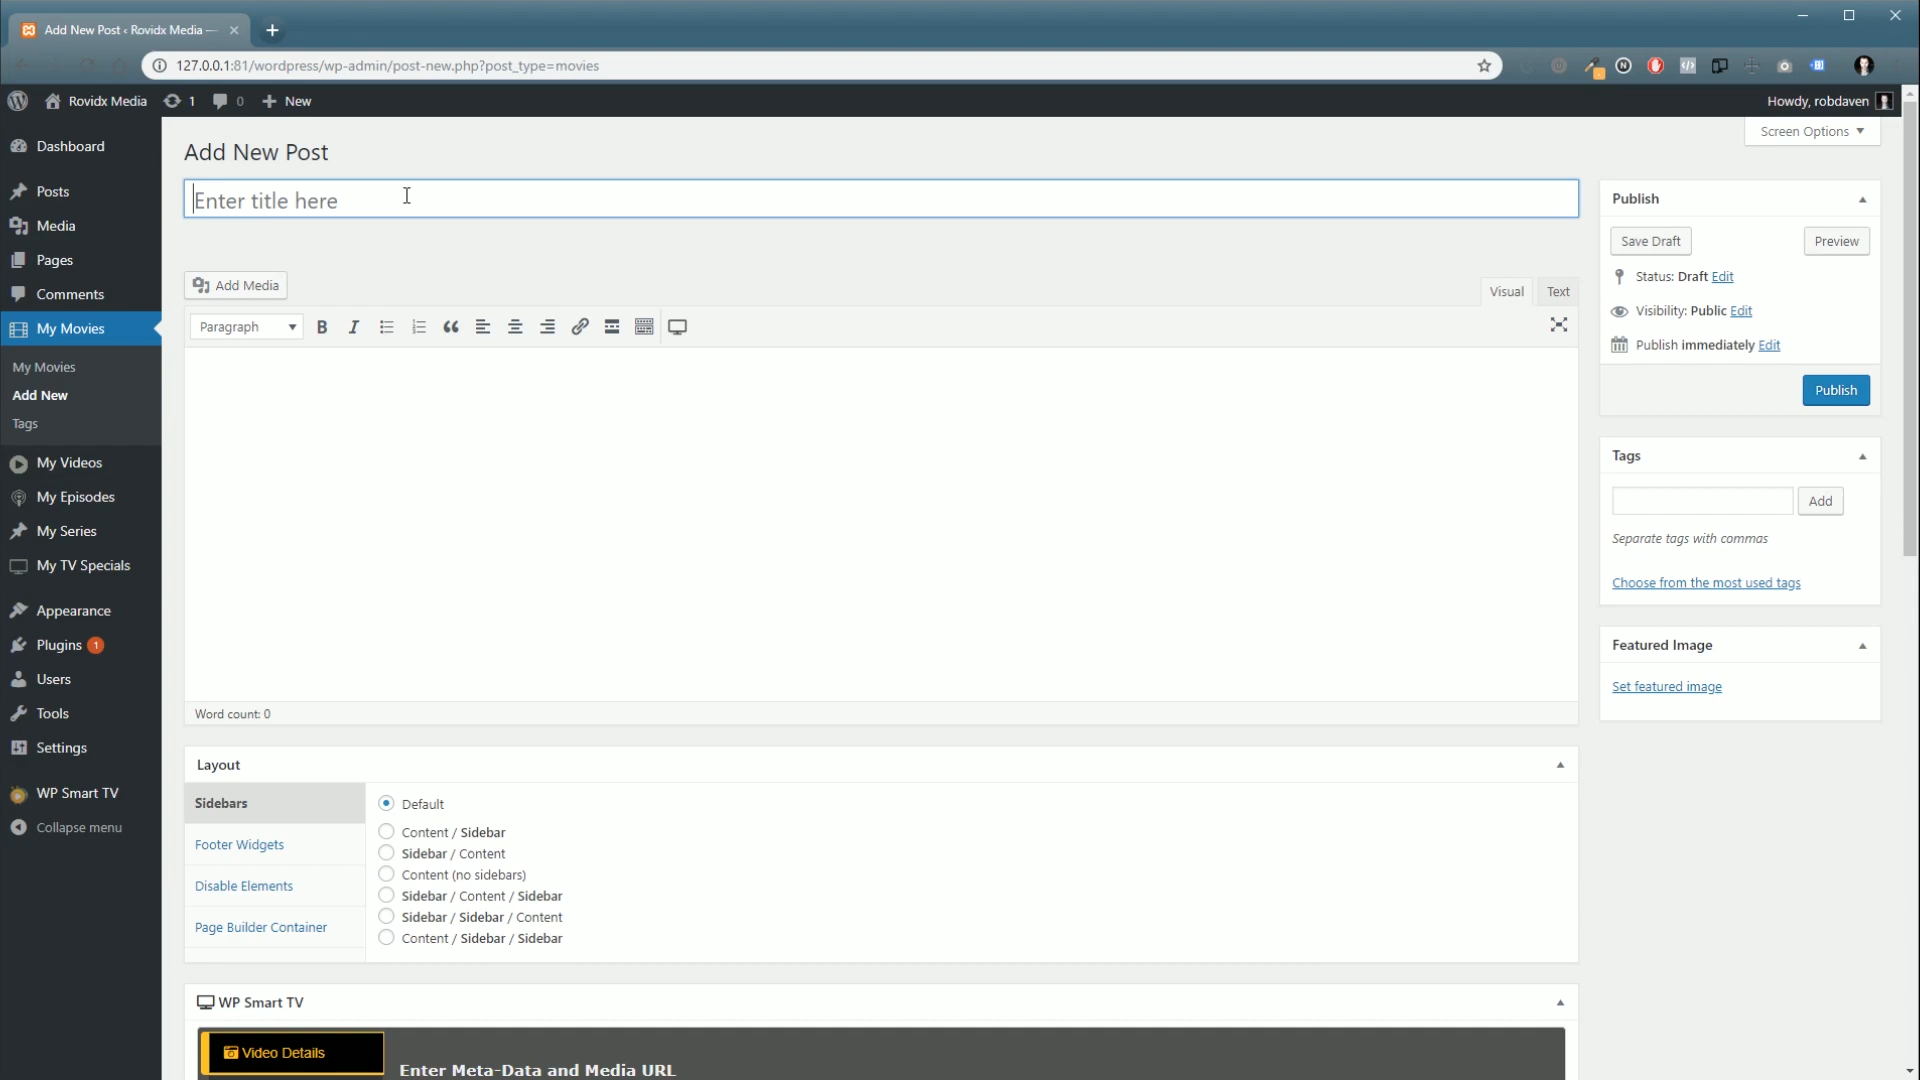 Add New Post ‹ Rovidx Media —
127.0.0.1:81/wordpress/wp-admin/post-new.php?post_type=movies
Rovidx Media 1 0 New
Howdy, robdaven
Screen Options
Dashboard
Posts
Media
Pages
Comments
My Movies
My Movies
Add New
Tags
My Videos
My Episodes
My Series
My TV Specials
Appearance
Plugins 1
Users
Tools
Settings
WP Smart TV
Collapse menu
Add New Post
Enter title here
Add Media
Visual Text
Paragraph
Word count: 0
Layout
Sidebars
Footer Widgets
Disable Elements
Page Builder Container
Default
Content / Sidebar
Sidebar / Content
Content (no sidebars)
Sidebar / Content / Sidebar
Sidebar / Sidebar / Content
Content / Sidebar / Sidebar
WP Smart TV
Video Details
Enter Meta-Data and Media URL
Publish
Save Draft Preview
Status: Draft Edit
Visibility: Public Edit
Publish immediately Edit
Publish
Tags
Add
Separate tags with commas
Choose from the most used tags
Featured Image
Set featured image